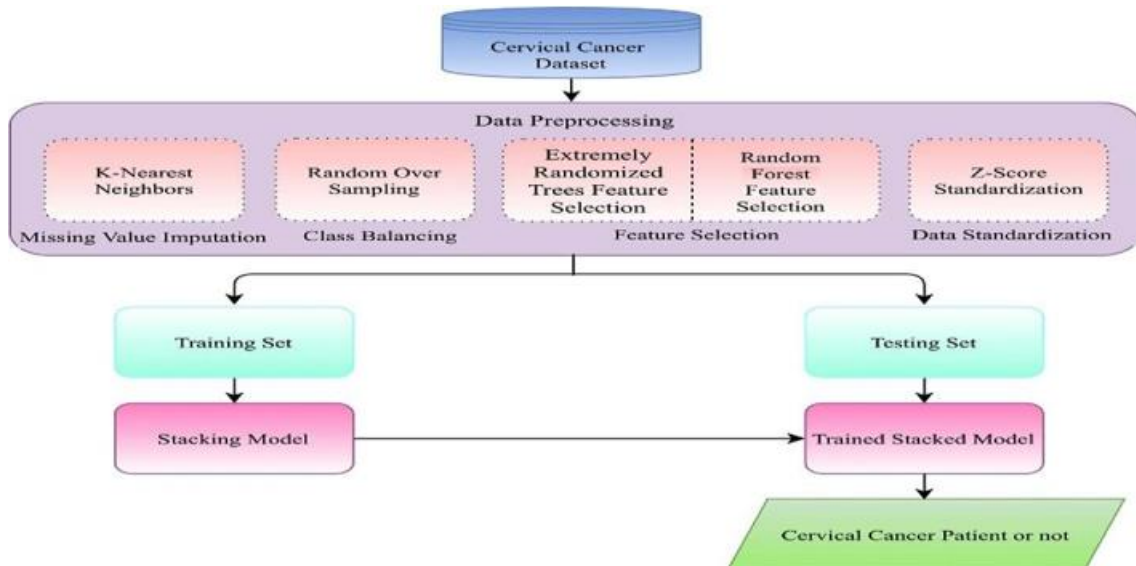 Cervical Cancer
Dataset
Data Preprocessing
K-Nearest
Neighbors
Missing Value Imputation
Random Over
Sampling
Class Balancing
Extremely
Randomized
Trees Feature
Selection
Random
Forest
Feature
Selection
Feature Selection
Z-Score
Standardization
Data Standardization
Training Set
Testing Set
Stacking Model
Trained Stacked Model
Cervical Cancer Patient or not